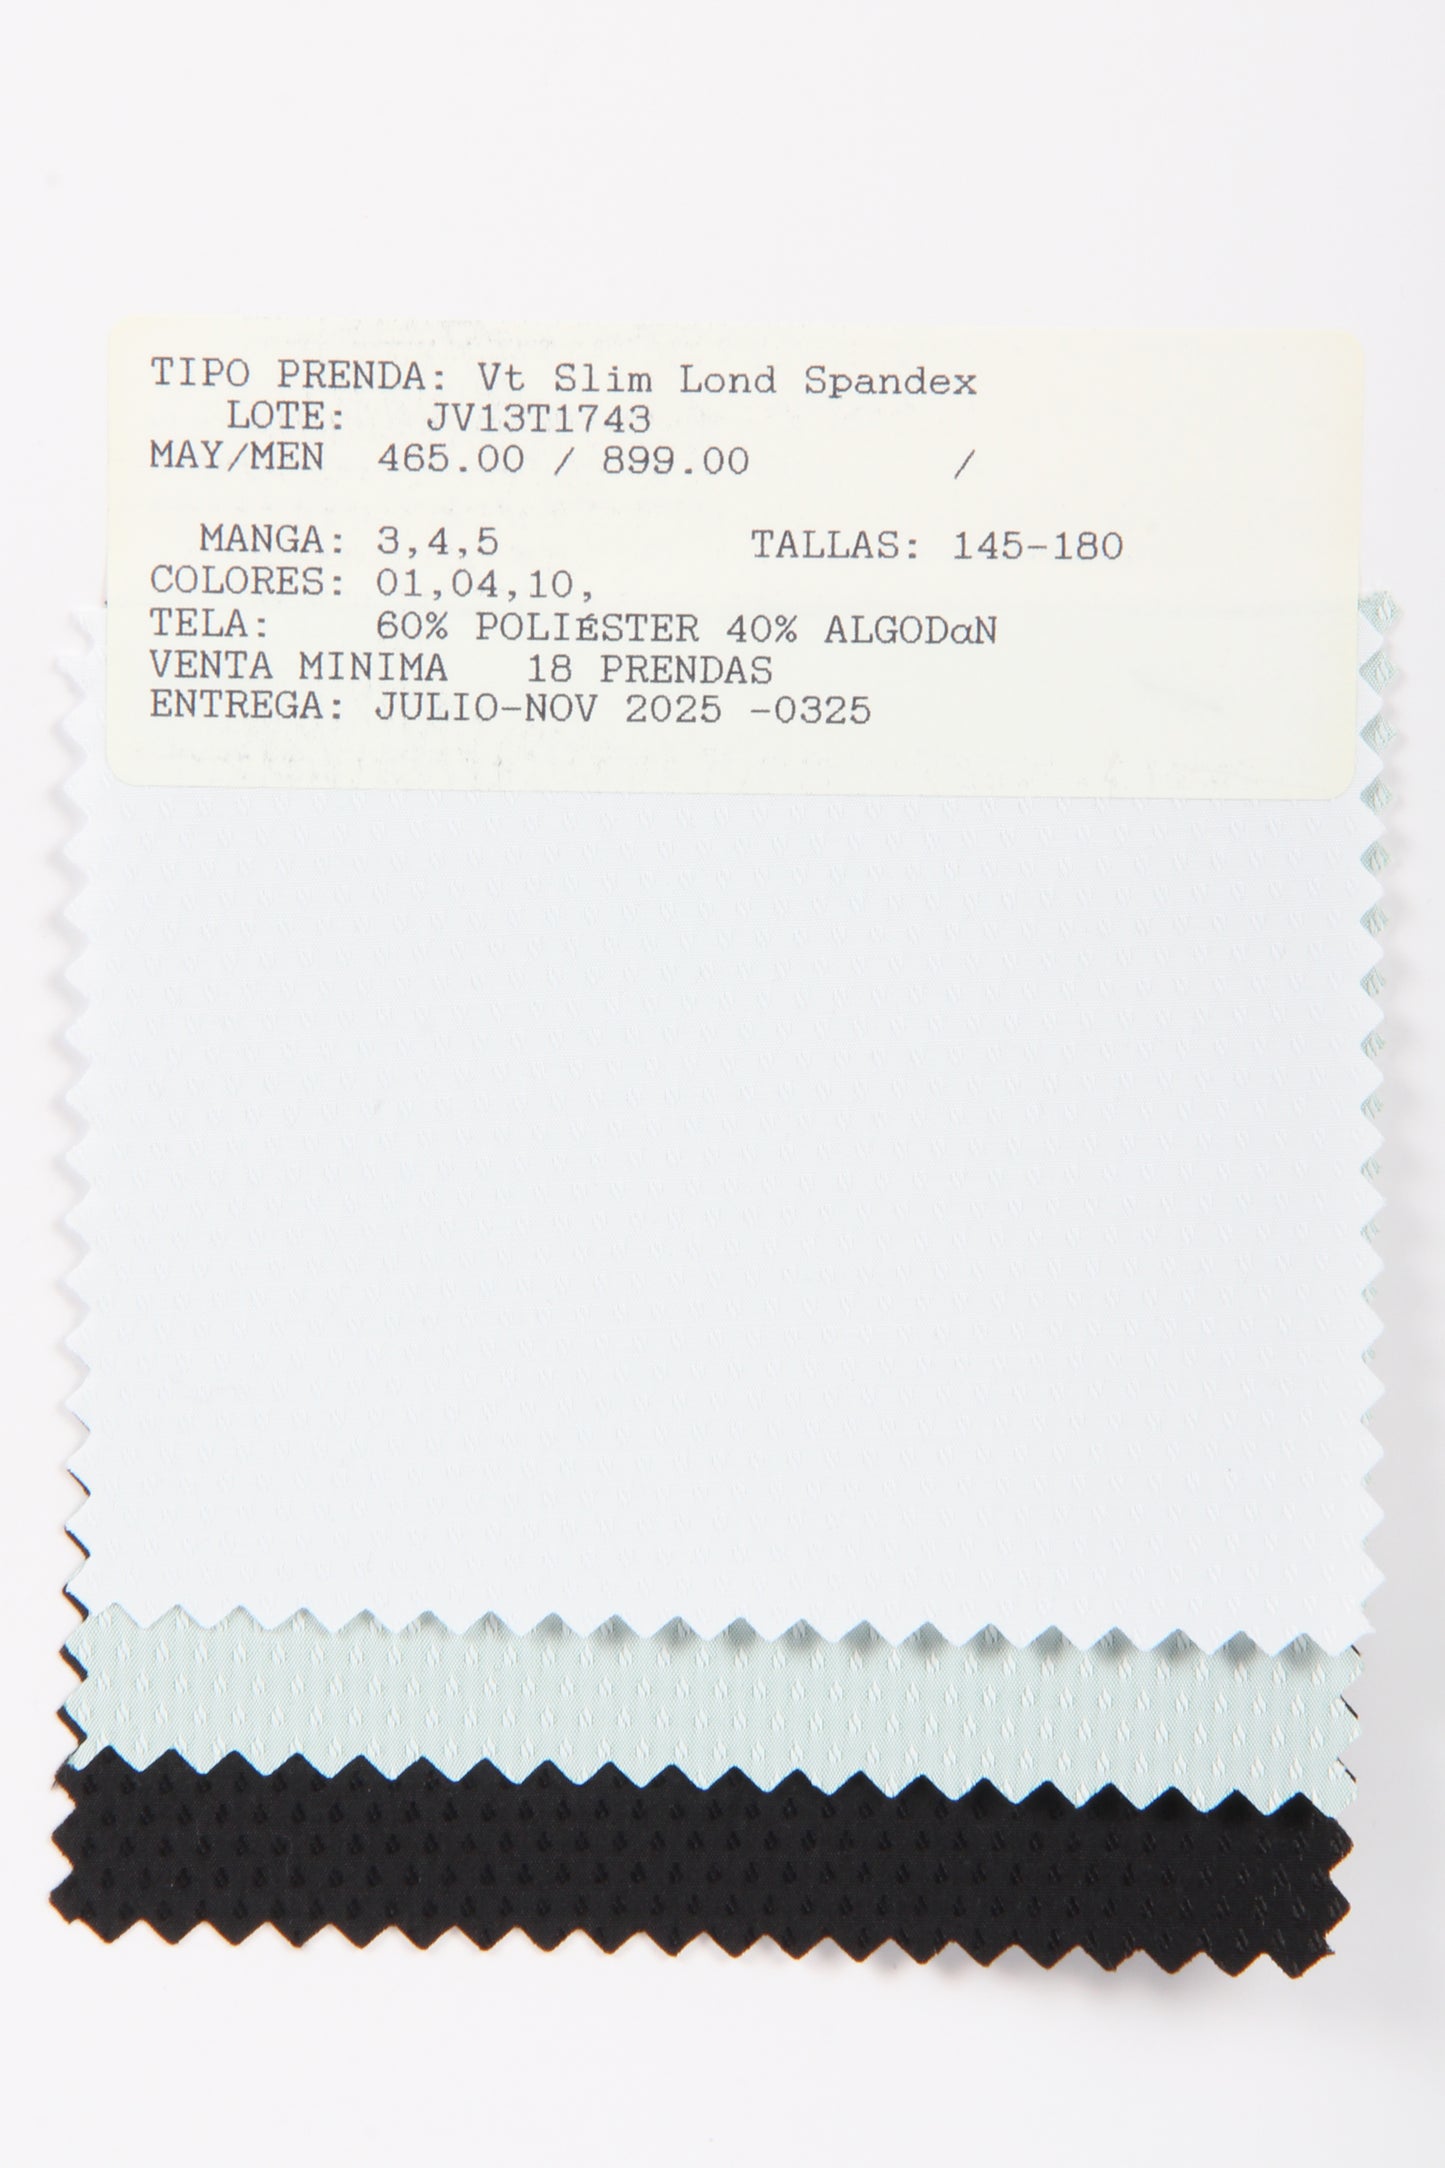 TIPO PRENDA: Vt Slim Lond Spandex
LOTE: JV13T1743
MAY/MEN 465.00 / 899.00 /
MANGA: 3,4,5 TALLAS: 145-180
COLORES: 01,04,10,
TELA: 60% POLIÉSTER 40% ALGODαN
VENTA MINIMA 18 PRENDAS
ENTREGA: JULIO-NOV 2025 -0325